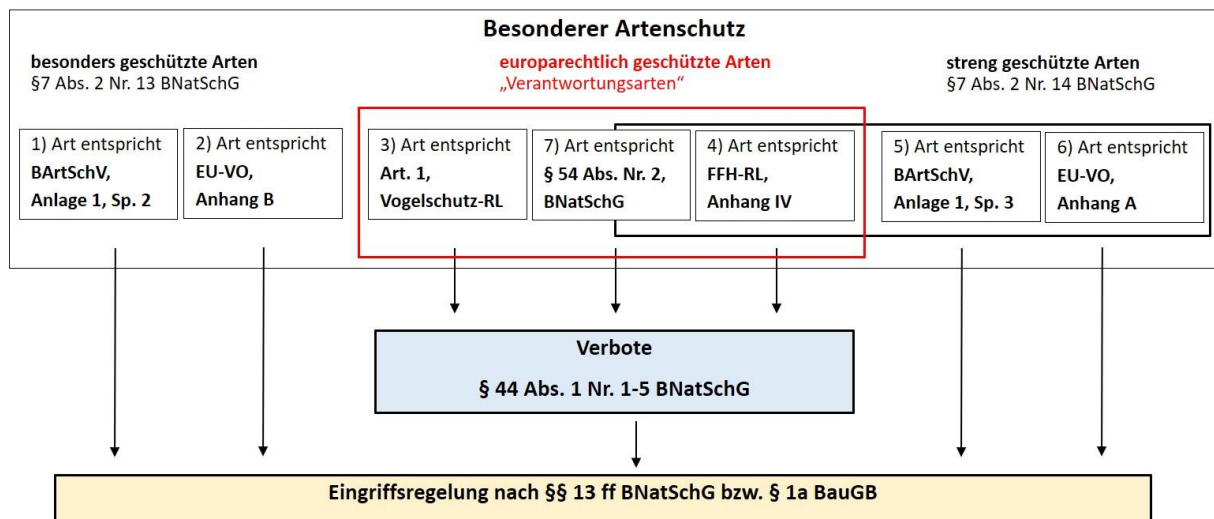 Besonderer Artenschutz
besonders geschützte Arten
§7 Abs. 2 Nr. 13 BNatSchG
europarechtlich geschützte Arten
„Verantwortungsarten“
streng geschützte Arten
§7 Abs. 2 Nr. 14 BNatSchG
1) Art entspricht
BArtSchV,
Anlage 1, Sp. 2
2) Art entspricht
EU-VO,
Anhang B
3) Art entspricht
Art. 1,
Vogelschutz-RL
7) Art entspricht
§ 54 Abs. Nr. 2,
BNatSchG
4) Art entspricht
FFH-RL,
Anhang IV
5) Art entspricht
BArtSchV,
Anlage 1, Sp. 3
6) Art entspricht
EU-VO,
Anhang A
Verbote
§ 44 Abs. 1 Nr. 1-5 BNatSchG
Eingriffsregelung nach §§ 13 ff BNatSchG bzw. § 1a BauGB